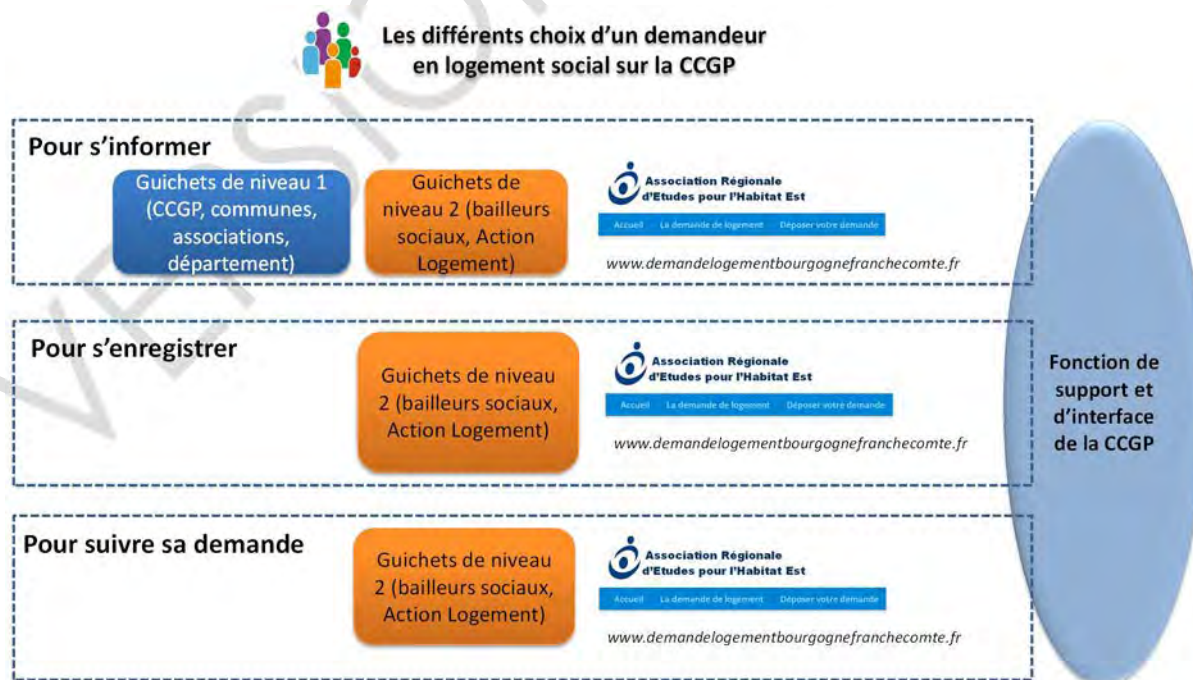 Les différents choix d'un demandeur
en logement social sur la CCGP
Pour s'informer
Guichets de niveau 1
(CCGP, communes,
associations,
département)
Guichets de
niveau 2 (bailleurs
sociaux, Action
Logement)
Association Régionale
d'Etudes pour l'Habitat Est
Accueil La demande de logement Déposer votre demande
www.demandelogementbourgognefranchecomte.fr
Pour s'enregistrer
Guichets de niveau
2 (bailleurs sociaux,
Action Logement)
Association Régionale
d'Etudes pour l'Habitat Est
Accueil La demande de logement Déposer votre demande
www.demandelogementbourgognefranchecomte.fr
Pour suivre sa demande
Guichets de niveau
2 (bailleurs sociaux,
Action Logement)
Association Régionale
d'Etudes pour l'Habitat Est
Accueil La demande de logement Déposer votre demande
www.demandelogementbourgognefranchecomte.fr
Fonction de
support et
d'interface
de la CCGP